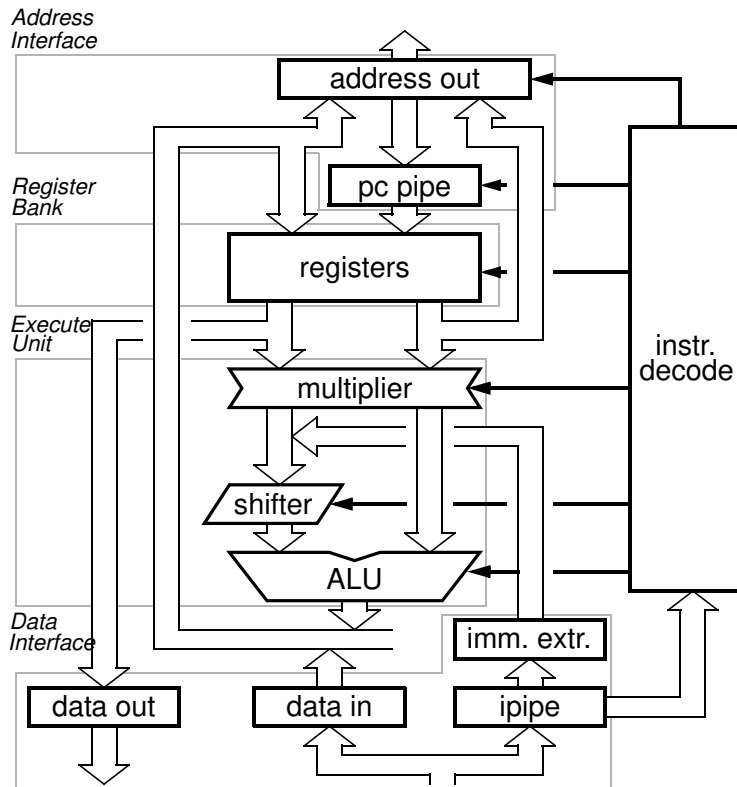 Address
Interface
address out
pc pipe
Register
Bank
registers
Execute
Unit
instr.
decode
multiplier
shifter
ALU
Data
Interface
imm. extr.
data out
data in
ipipe